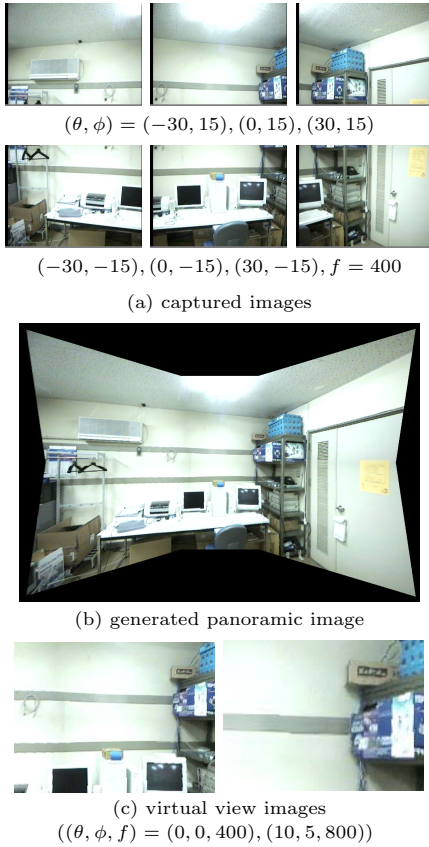 (θ, ϕ) = (−30, 15), (0, 15), (30, 15)
(−30, −15), (0, −15), (30, −15), f = 400
(a) captured images
(b) generated panoramic image
(c) virtual view images
((θ, ϕ, f) = (0, 0, 400), (10, 5, 800))